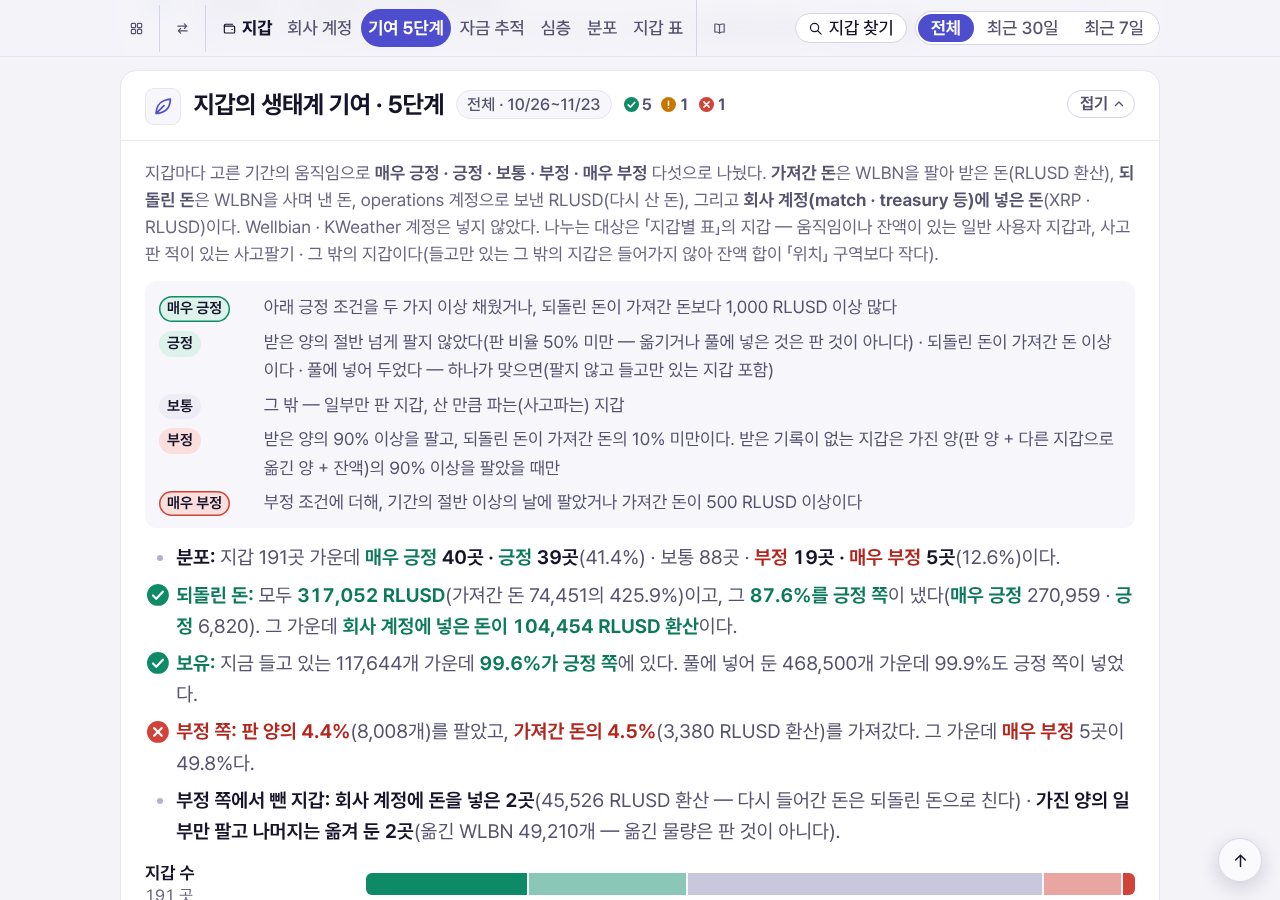 지갑 회사 계정 기여 5단계 자금 추적 심층 분포 지갑 표 지갑 찾기 전체 최근 30일 최근 7일
지갑의 생태계 기여 · 5단계 전체 · 10/26~11/23 5 1 1 접기
지갑마다 고른 기간의 움직임으로 매우 긍정 · 긍정 · 보통 · 부정 · 매우 부정 다섯으로 나눴다. 가져간 돈은 WLBN을 팔아 받은 돈(RLUSD 환산), 되
돌린 돈은 WLBN을 사며 낸 돈, operations 계정으로 보낸 RLUSD(다시 산 돈), 그리고 회사 계정(match · treasury 등)에 넣은 돈(XRP ·
RLUSD)이다. Wellbian · KWeather 계정은 넣지 않았다. 나누는 대상은 「지갑별 표」의 지갑 — 움직임이나 잔액이 있는 일반 사용자 지갑과, 사고
판 적이 있는 사고팔기 · 그 밖의 지갑이다(들고만 있는 그 밖의 지갑은 들어가지 않아 잔액 합이 「위치」 구역보다 작다).
매우 긍정 아래 긍정 조건을 두 가지 이상 채웠거나, 되돌린 돈이 가져간 돈보다 1,000 RLUSD 이상 많다
긍정 받은 양의 절반 넘게 팔지 않았다(판 비율 50% 미만 — 옮기거나 풀에 넣은 것은 판 것이 아니다) · 되돌린 돈이 가져간 돈 이상
이다 · 풀에 넣어 두었다 — 하나가 맞으면(팔지 않고 들고만 있는 지갑 포함)
보통 그 밖 — 일부만 판 지갑, 산 만큼 파는(사고파는) 지갑
부정 받은 양의 90% 이상을 팔고, 되돌린 돈이 가져간 돈의 10% 미만이다. 받은 기록이 없는 지갑은 가진 양(판 양 + 다른 지갑으로
옮긴 양 + 잔액)의 90% 이상을 팔았을 때만
매우 부정 부정 조건에 더해, 기간의 절반 이상의 날에 팔았거나 가져간 돈이 500 RLUSD 이상이다
분포: 지갑 191곳 가운데 매우 긍정 40곳 · 긍정 39곳(41.4%) · 보통 88곳 · 부정 19곳 · 매우 부정 5곳(12.6%)이다.
되돌린 돈: 모두 317,052 RLUSD(가져간 돈 74,451의 425.9%)이고, 그 87.6%를 긍정 쪽이 냈다(매우 긍정 270,959 · 긍
정 6,820). 그 가운데 회사 계정에 넣은 돈이 104,454 RLUSD 환산이다.
보유: 지금 들고 있는 117,644개 가운데 99.6%가 긍정 쪽에 있다. 풀에 넣어 둔 468,500개 가운데 99.9%도 긍정 쪽이 넣었
다.
부정 쪽: 판 양의 4.4%(8,008개)를 팔았고, 가져간 돈의 4.5%(3,380 RLUSD 환산)를 가져갔다. 그 가운데 매우 부정 5곳이
49.8%다.
부정 쪽에서 뺀 지갑: 회사 계정에 돈을 넣은 2곳(45,526 RLUSD 환산 — 다시 들어간 돈은 되돌린 돈으로 친다) · 가진 양의 일
부만 팔고 나머지는 옮겨 둔 2곳(옮긴 WLBN 49,210개 — 옮긴 물량은 판 것이 아니다).
지갑 수
191 곳